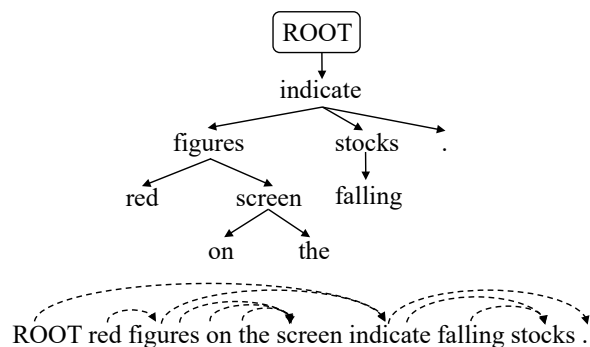 ROOT
indicate
figures stocks .
red screen falling
on the
ROOT red figures on the screen indicate falling stocks .